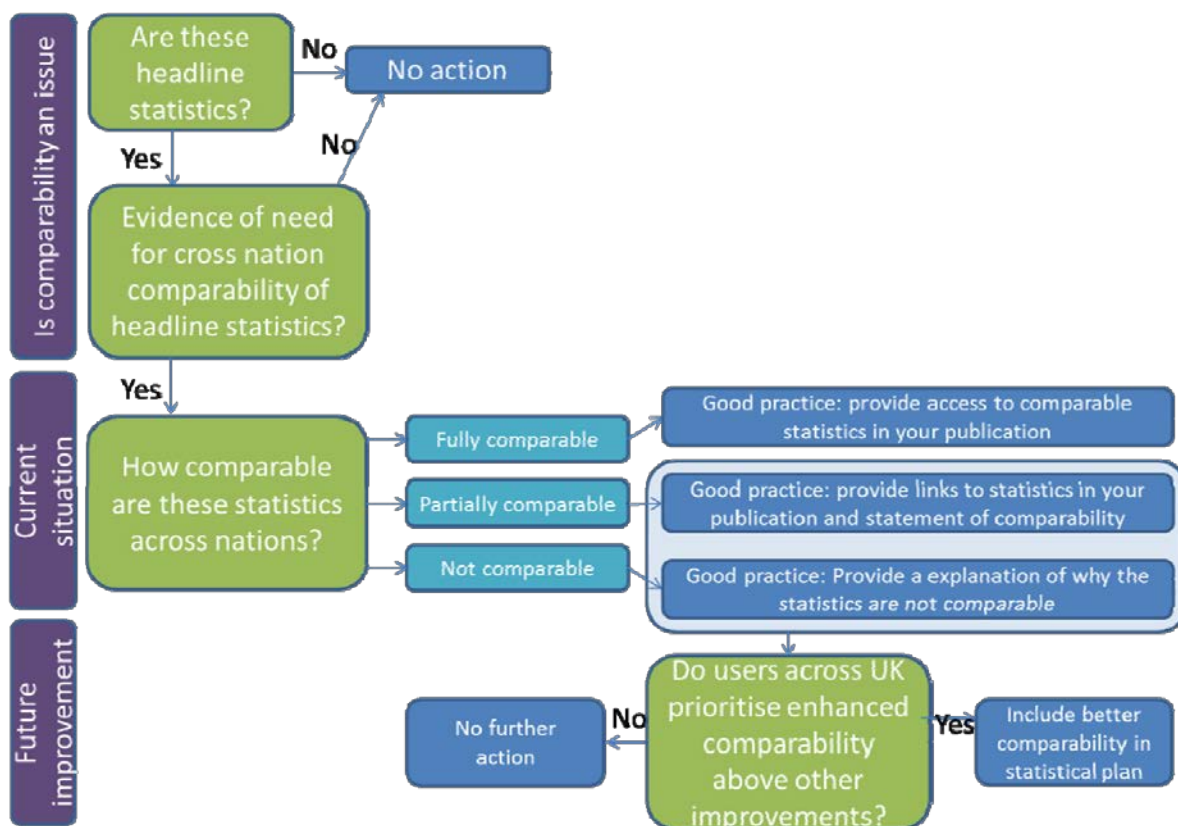 Is comparability an issue
Are these
headline
statistics?
No
No action
Yes
No
Evidence of need
for cross nation
comparability of
headline statistics?
Yes
Current
situation
How comparable
are these statistics
across nations?
Fully comparable
Good practice: provide access to comparable
statistics in your publication
Partially comparable
Good practice: provide links to statistics in your
publication and statement of comparability
Not comparable
Good practice: Provide a explanation of why the
statistics are not comparable
Future
improvement
Do users across UK
prioritise enhanced
comparability
above other
improvements?
No
No further
action
Yes
Include better
comparability in
statistical plan